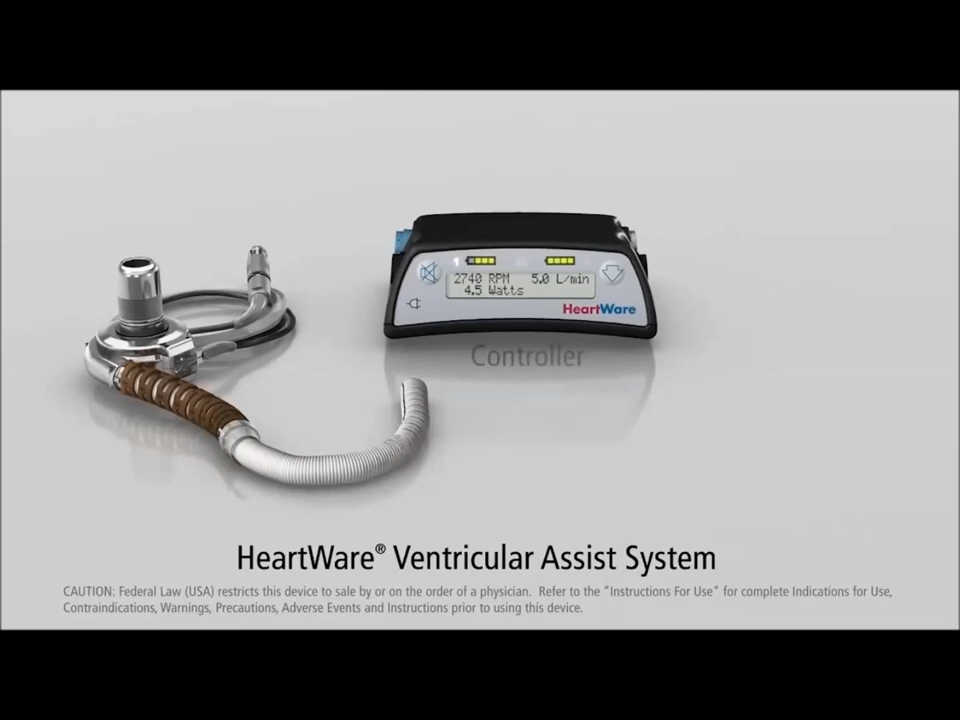 1
2740 RPM 5.0 L/min
4.5 Watts
HeartWare
Controller
HeartWare® Ventricular Assist System
CAUTION: Federal Law (USA) restricts this device to sale by or on the order of a physician. Refer to the "Instructions For Use" for complete Indications for Use,
Contraindications, Warnings, Precautions, Adverse Events and Instructions prior to using this device.